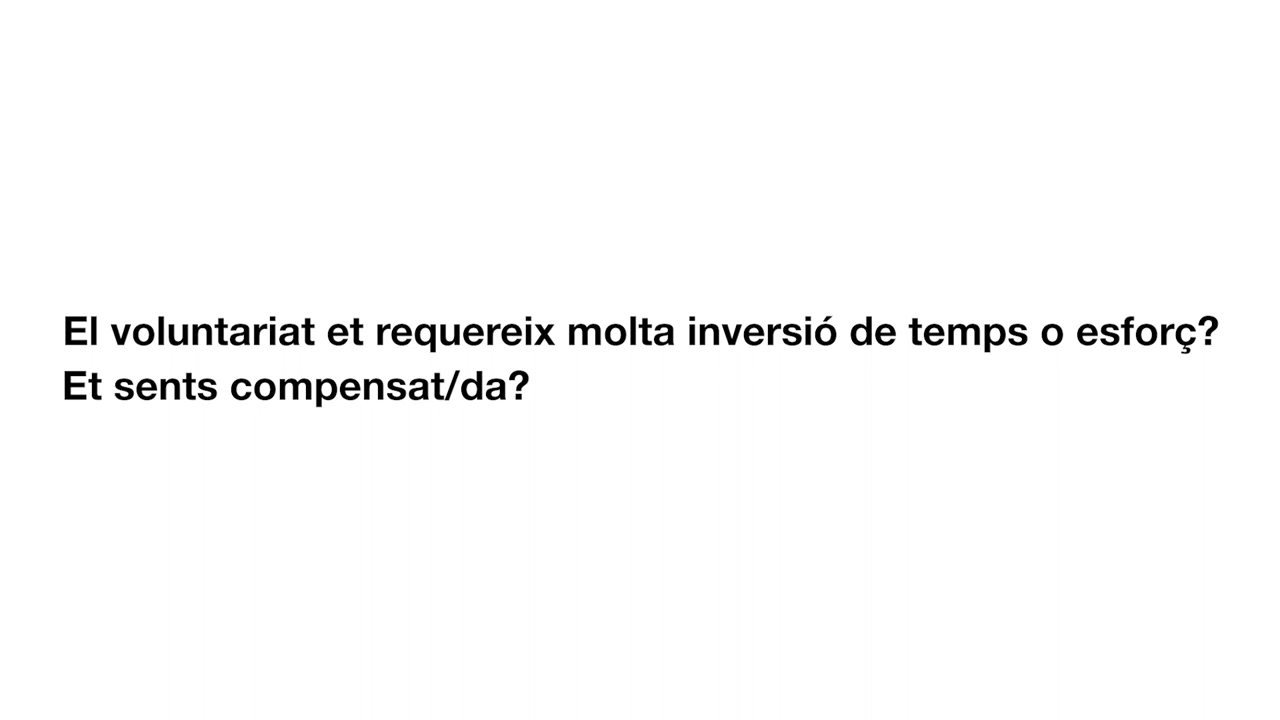 El voluntariat et requereix molta inversió de temps o esforç?
Et sents compensat/da?